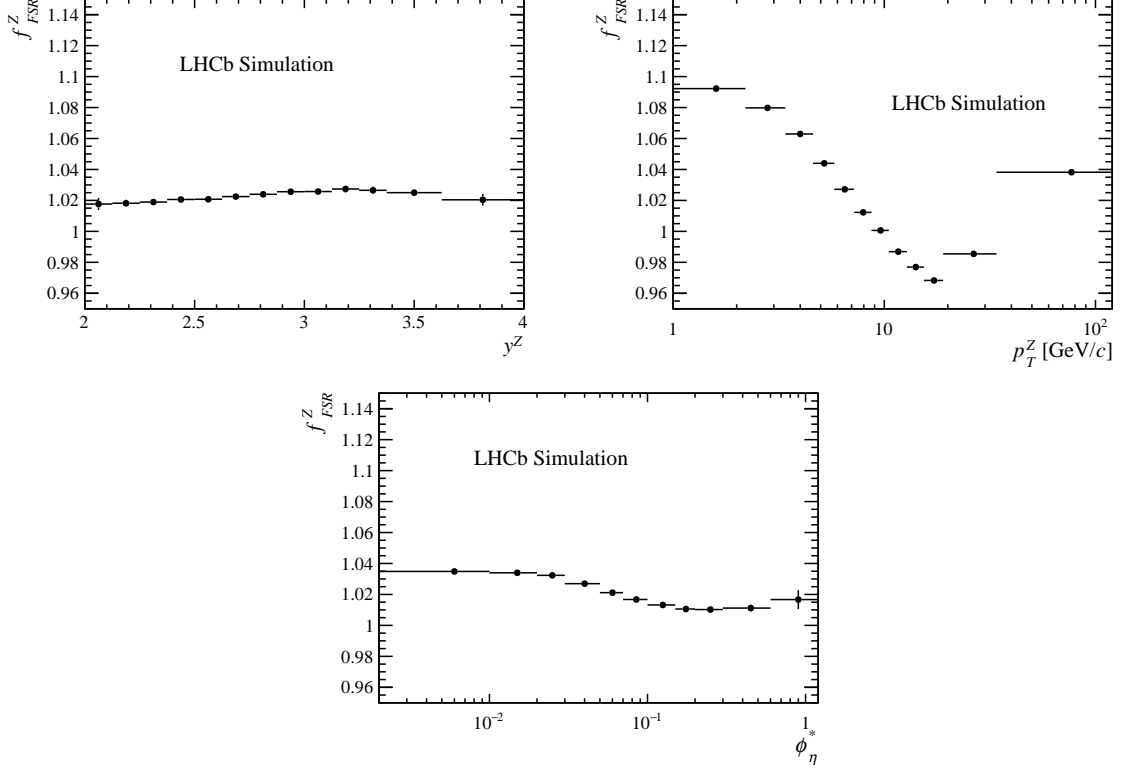 f^Z_FSR
1.14
1.12
1.1
1.08
1.06
1.04
1.02
1
0.98
0.96
LHCb Simulation
2 2.5 3 3.5 4
y^Z
f^Z_FSR
1.14
1.12
1.1
1.08
1.06
1.04
1.02
1
0.98
0.96
LHCb Simulation
1 10 10^2
p^Z_T [GeV/c]
f^Z_FSR
1.14
1.12
1.1
1.08
1.06
1.04
1.02
1
0.98
0.96
LHCb Simulation
10^−2 10^−1 1
ϕ^*_η